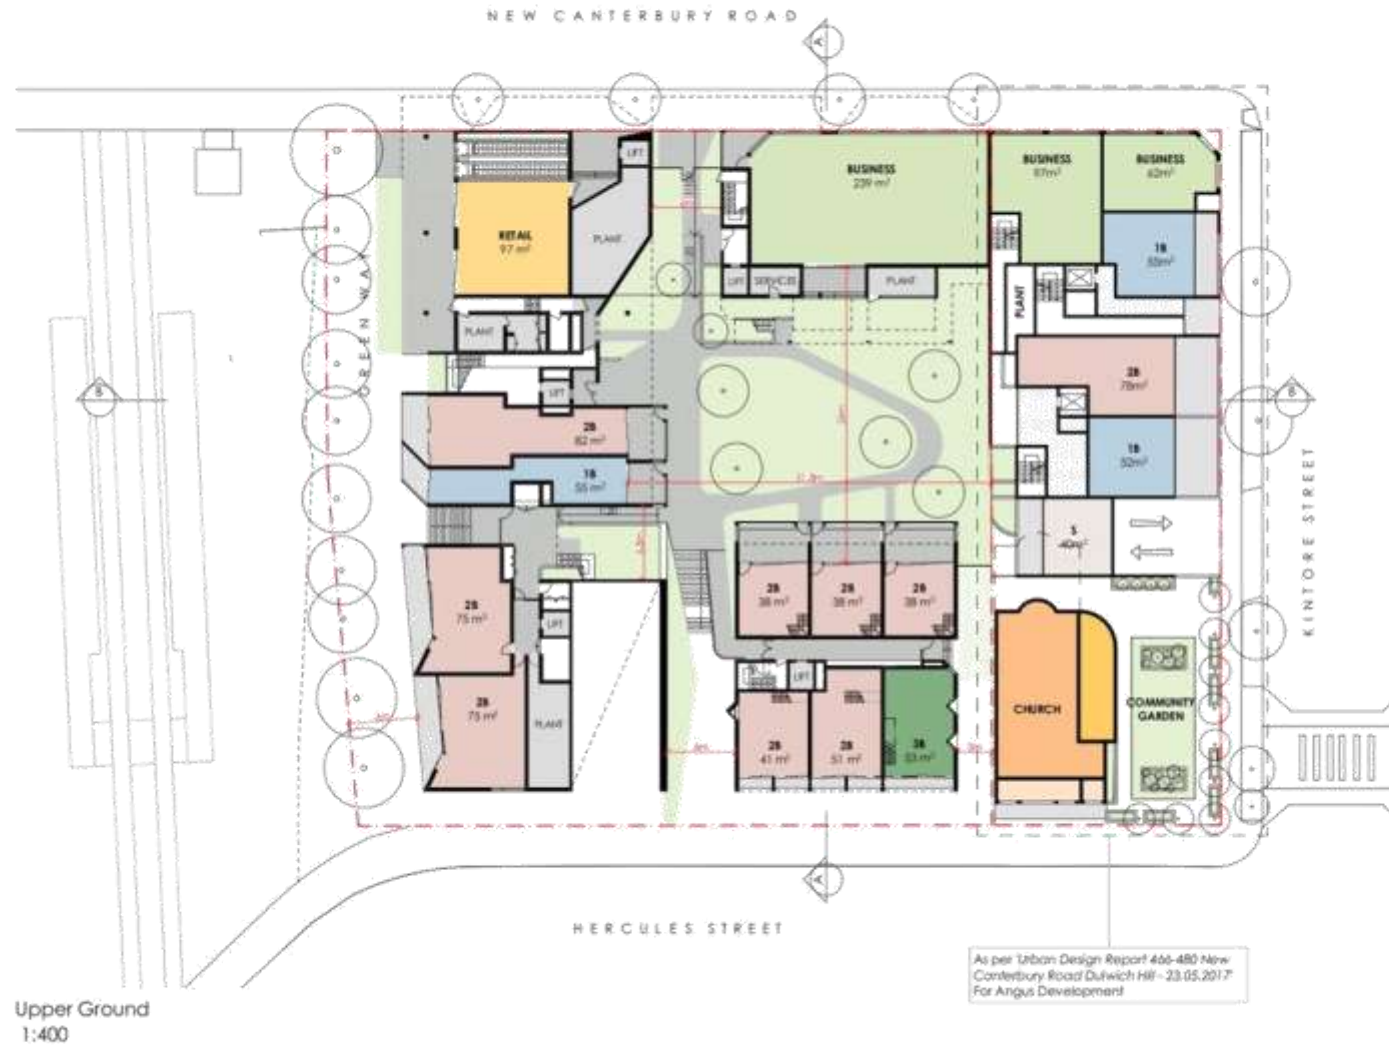 NEW CANTERBURY ROAD
A
LIFT
BUSINESS
239 m²
BUSINESS
BUSINESS
62m²
RETAIL
97 m²
PLANT
1B
LIFT
SERVICES
PLANT
PLANT
PLANT
GREEN WAY
B
LIFT
2B
78m²
B
2B
82 m²
1B
55 m²
1B
52m²
S
40m²
KINTORE STREET
2B
75 m²
2B
38 m²
2B
38 m²
2B
38 m²
LIFT
LIFT
2B
75 m²
PLANT
2B
41 m²
2B
51 m²
3B
CHURCH
COMMUNITY
GARDEN
A
HERCULES STREET
As per 'Urban Design Report 466-480 New
Canterbury Road Dulwich Hill - 23.05.2017'
For Angus Development
Upper Ground
1:400